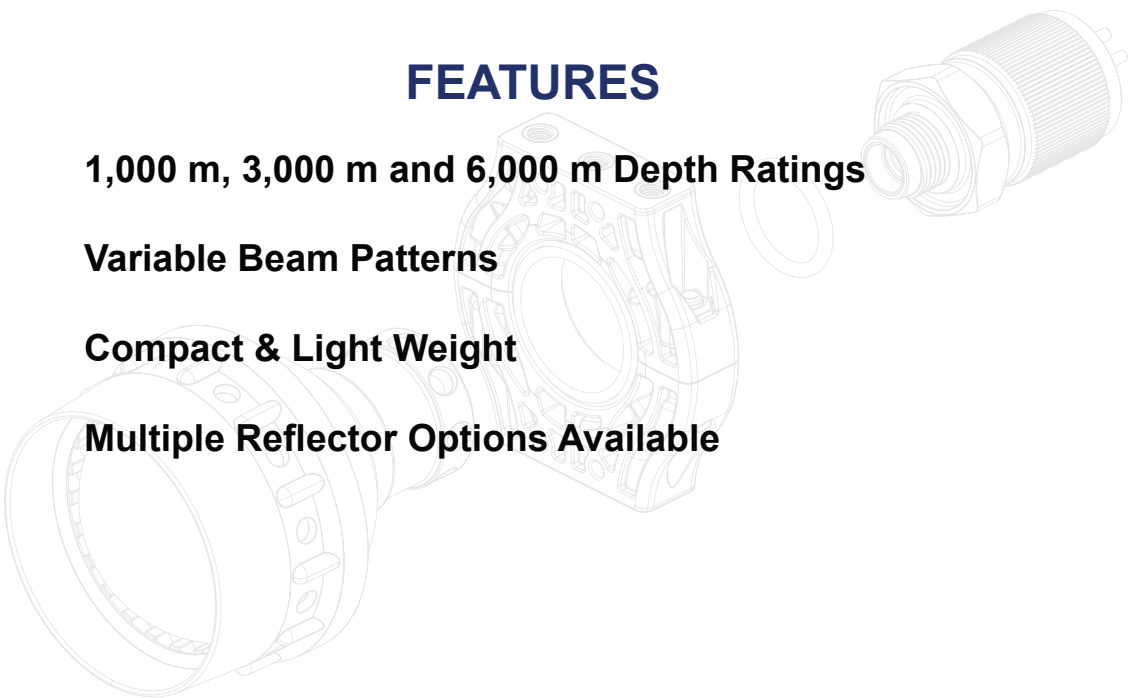 FEATURES
1,000 m, 3,000 m and 6,000 m Depth Ratings
Variable Beam Patterns
Compact & Light Weight
Multiple Reflector Options Available